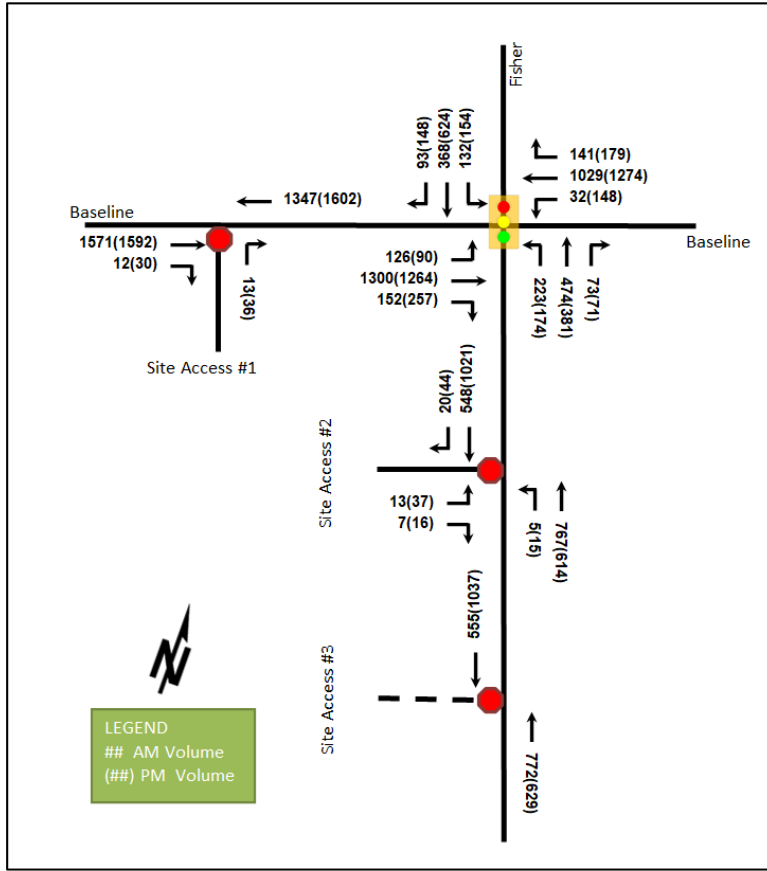 Fisher
93(148)
368(624)
132(154)
141(179)
1029(1274)
32(148)
1347(1602)
Baseline
Baseline
1571(1592)
12(30)
13(36)
126(90)
1300(1264)
152(257)
223(174)
474(381)
73(71)
Site Access #1
20(44)
548(1021)
Site Access #2
13(37)
7(16)
5(15)
767(614)
555(1037)
Site Access #3
772(629)
N
LEGEND
## AM Volume
(##) PM Volume